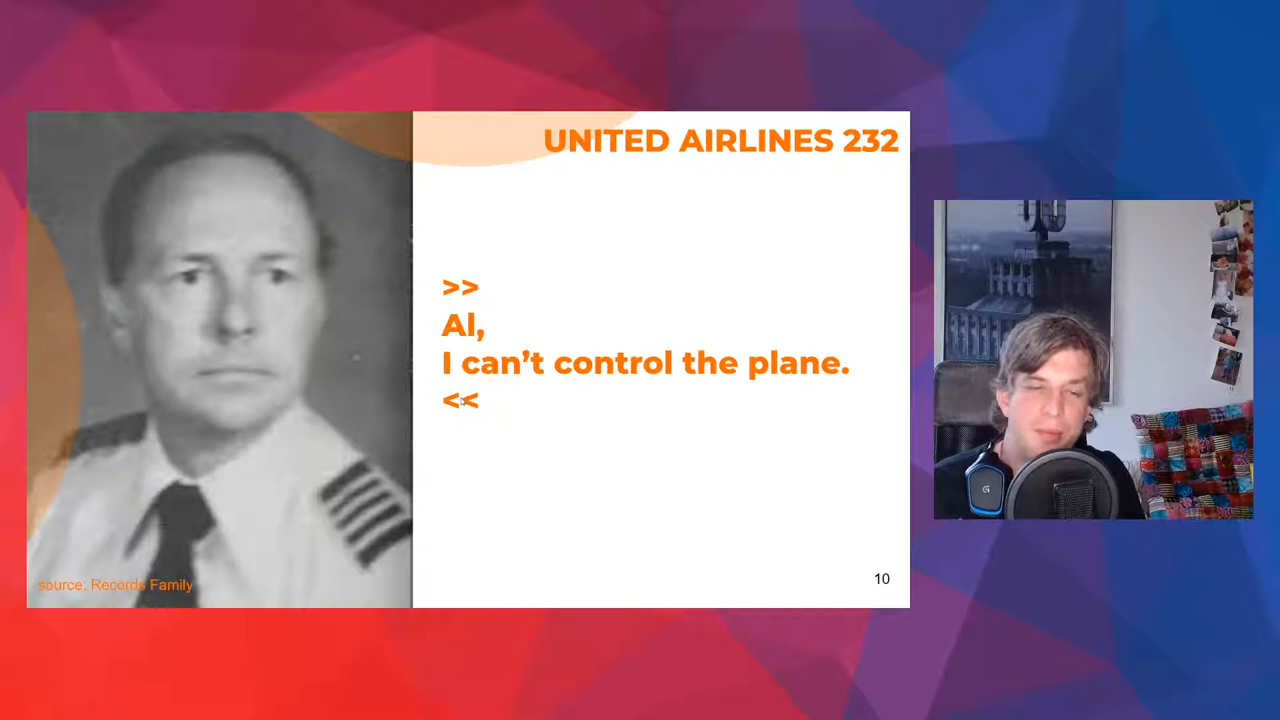 UNITED AIRLINES 232
>>
Al,
I can’t control the plane.
<<
source: Records Family
10